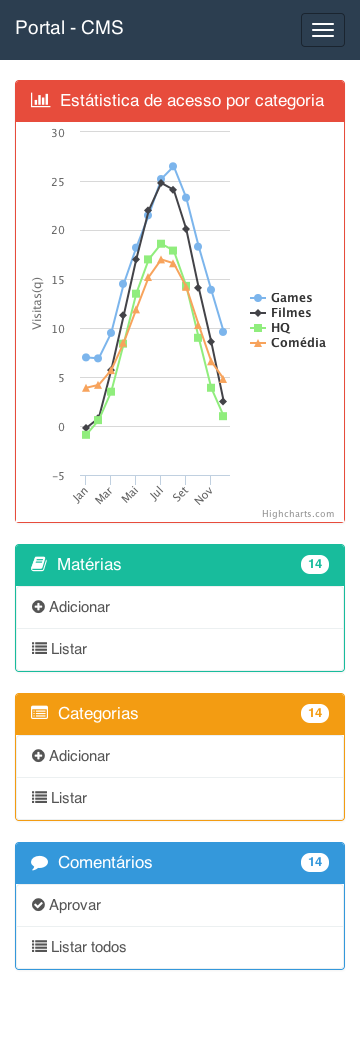 Portal - CMS
Estátistica de acesso por categoria
30
25
20
15
10
5
0
-5
Visitas(q)
Jan
Mar
Mai
Jul
Set
Nov
Games
Filmes
HQ
Comédia
Highcharts.com
Matérias 14
Adicionar
Listar
Categorias 14
Adicionar
Listar
Comentários 14
Aprovar
Listar todos